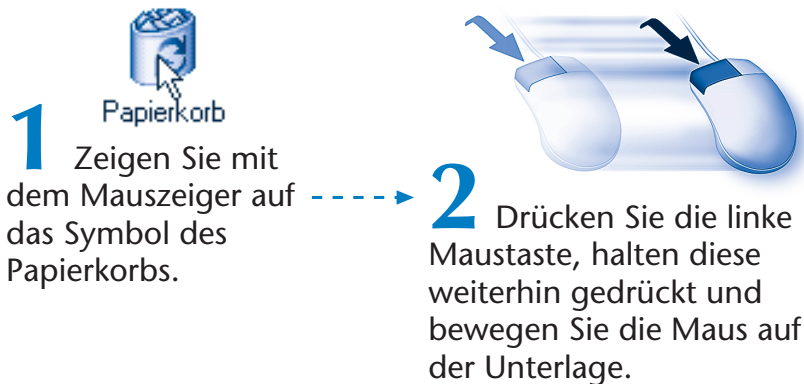 Papierkorb
1 Zeigen Sie mit
dem Mauszeiger auf
das Symbol des
Papierkorbs.
2 Drücken Sie die linke
Maustaste, halten diese
weiterhin gedrückt und
bewegen Sie die Maus auf
der Unterlage.